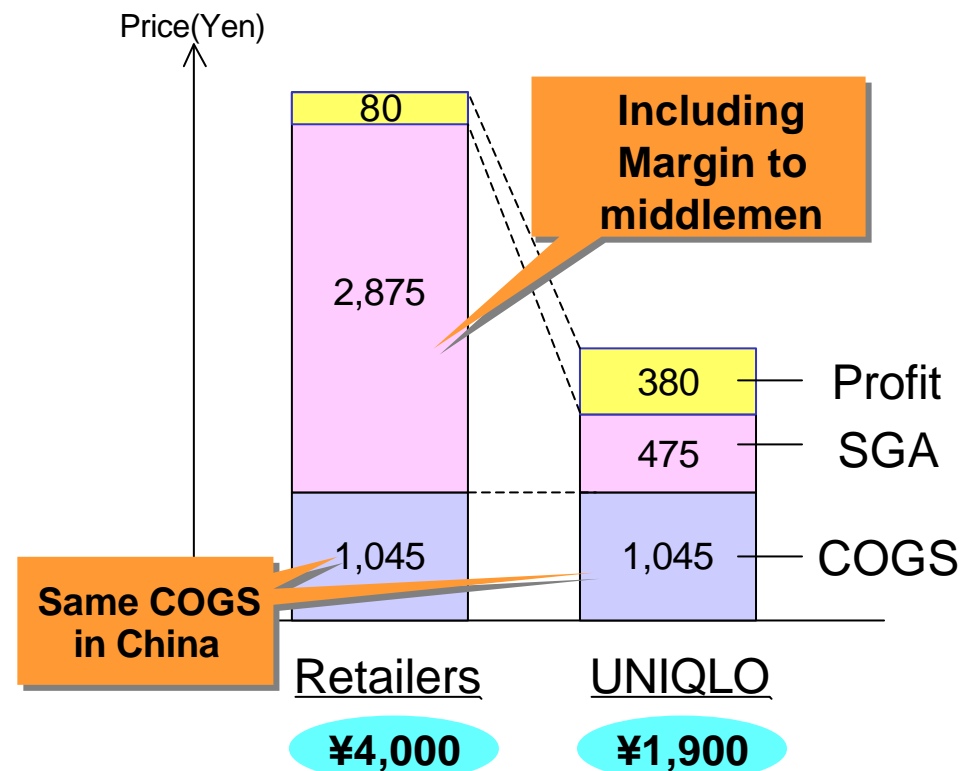 Price(Yen)
80
Including
Margin to
middlemen
2,875
380
Profit
475
SGA
1,045
1,045
COGS
Same COGS
in China
Retailers
UNIQLO
¥4,000
¥1,900